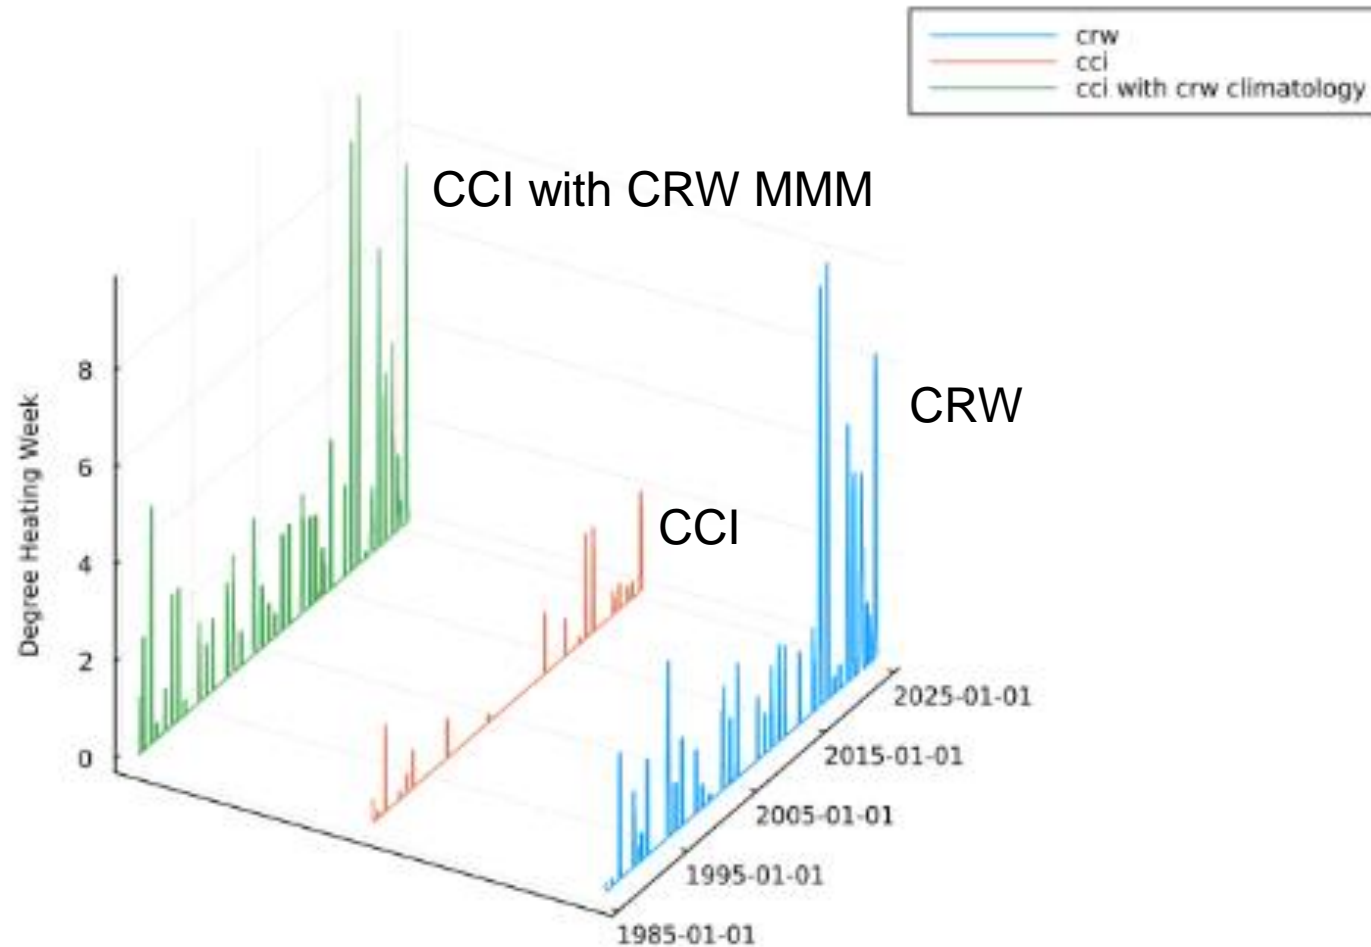 crw
cci
cci with crw climatology
CCI with CRW MMM
CRW
CCI
Degree Heating Week
8
6
4
2
0
2025-01-01
2015-01-01
2005-01-01
1995-01-01
1985-01-01